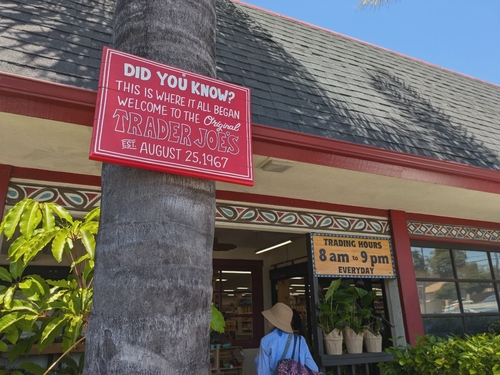 DID YOU KNOW?
THIS IS WHERE IT ALL BEGAN
WELCOME TO THE Original
TRADER JOE'S
EST. AUGUST 25, 1967
TRADING HOURS
8 am to 9 pm
EVERYDAY